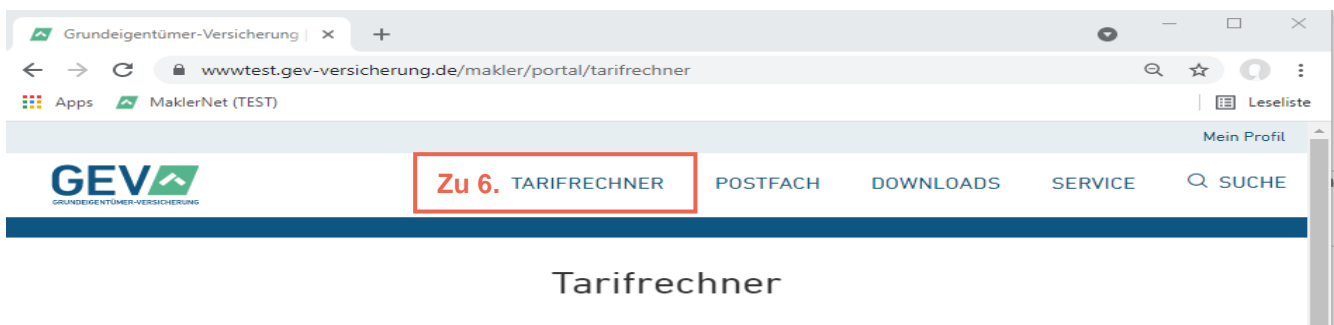 Grundeigentümer-Versicherung |
wwwtest.gev-versicherung.de/makler/portal/tarifrechner
Apps MaklerNet (TEST) Leseliste
Mein Profil
GEV
GRUNDEIGENTÜMER-VERSICHERUNG
Zu 6. TARIFRECHNER POSTFACH DOWNLOADS SERVICE SUCHE
Tarifrechner